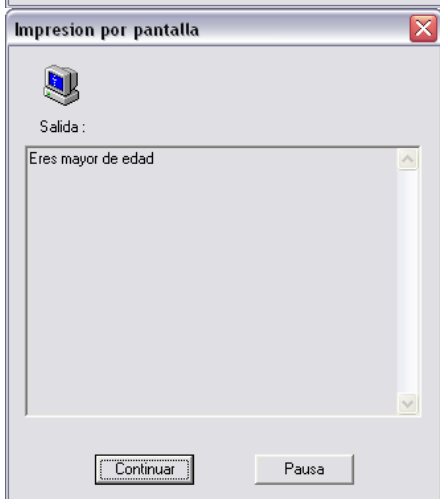 Impresion por pantalla
Salida :
Eres mayor de edad
Continuar
Pausa